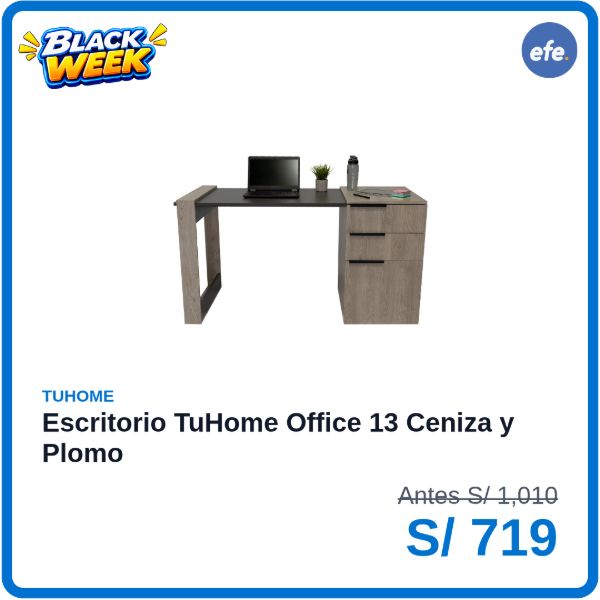 BLACK
WEEK
efe.
TUHOME
Escritorio TuHome Office 13 Ceniza y
Plomo
Antes S/ 1,010
S/ 719